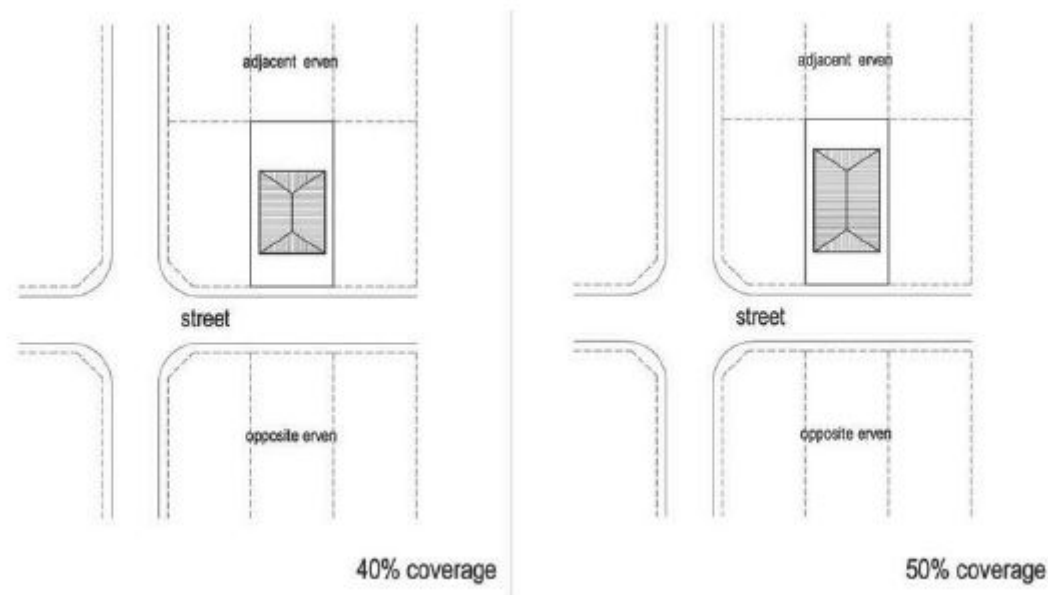 adjacent erven
street
opposite erven
40% coverage
adjacent erven
street
opposite erven
50% coverage